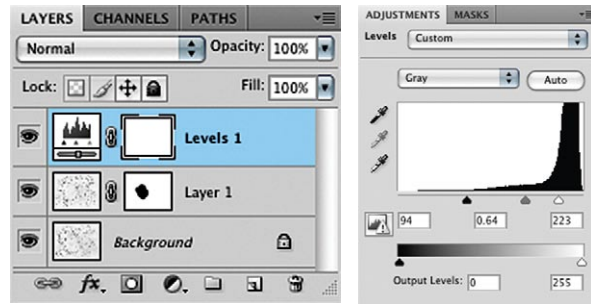 LAYERS CHANNELS PATHS
Normal Opacity: 100%
Lock: Fill: 100%
Levels 1
Layer 1
Background
fx.
ADJUSTMENTS MASKS
Levels Custom
Gray Auto
94 0.64 223
Output Levels: 0 255